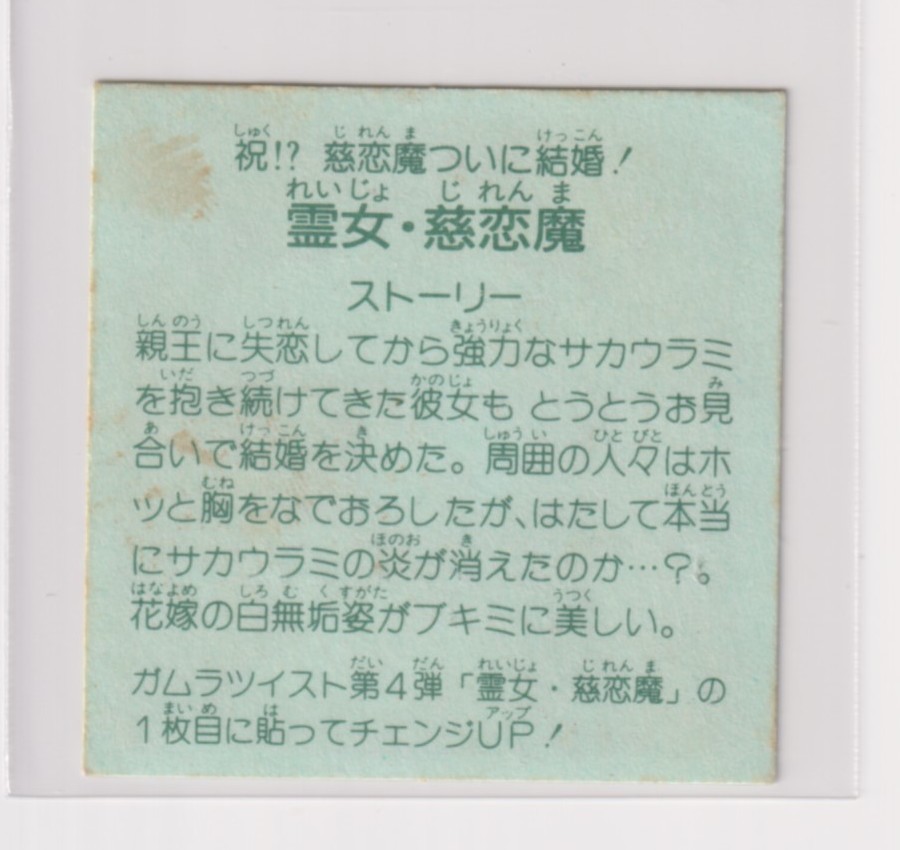 祝!? 慈恋魔ついに結婚!
霊女・慈恋魔
ストーリー
親王に失恋してから強力なサカウラミ
を抱き続けてきた彼女も とうとうお見
合いで結婚を決めた。周囲の人々はホ
ッと胸をなでおろしたが、はたして本当
にサカウラミの炎が消えたのか…?。
花嫁の白無垢姿がブキミに美しい。
ガムラツイスト第4弾「霊女・慈恋魔」の
1枚目に貼ってチェンジUP!